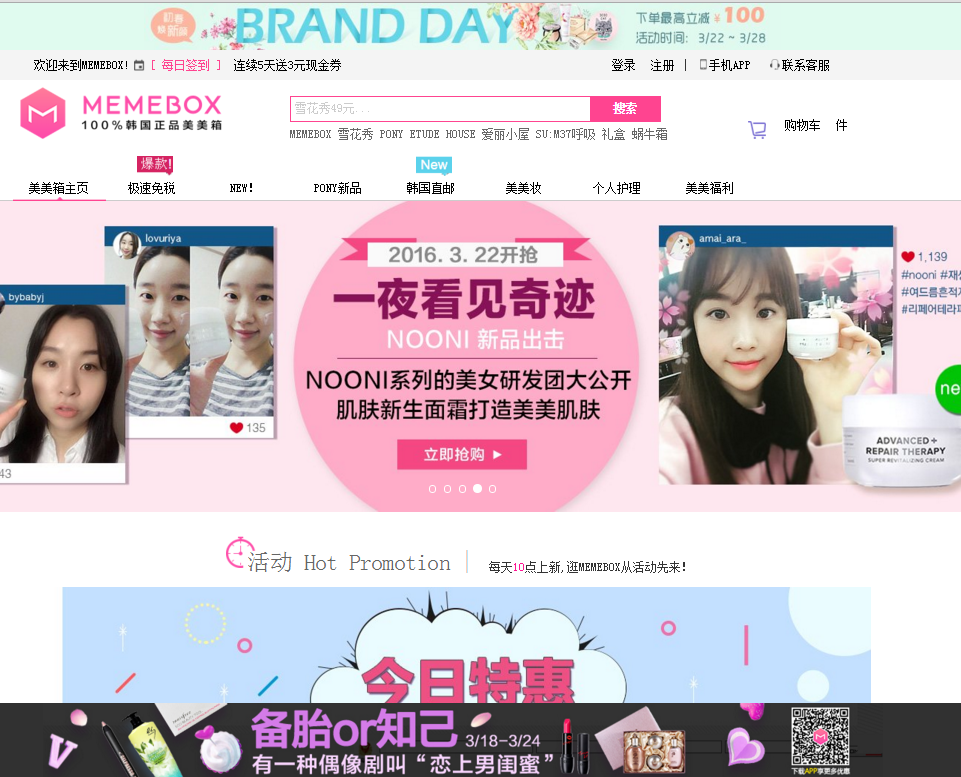 初春
焕新颜
BRAND DAY
下单最高立减 ¥ 100
活动时间: 3/22 ~ 3/28
欢迎来到MEMEBOX! [ 每日签到 ] 连续5天送3元现金券
登录 注册 | 手机APP 联系客服
MEMEBOX
100%韩国正品美美箱
雪花秀49元... 搜索
MEMEBOX 雪花秀 PONY ETUDE HOUSE 爱丽小屋 SU:M37呼吸 礼盒 蜗牛霜
购物车 件
爆款! New
美美箱主页 极速免税 NEW! PONY新品 韩国直邮 美美妆 个人护理 美美福利
lovuriya
135
bybabyj
43
2016. 3. 22开抢
一夜看见奇迹
NOONI 新品出击
NOONI系列的美女研发团大公开
肌肤新生面霜打造美美肌肤
立即抢购
amai_ara_
1,139
#nooni #재생
#여드름흔적
#리페어테라피
ne
ADVANCED+
REPAIR THERAPY
SUPER REVITALIZING CREAM
活动 Hot Promotion
每天10点上新,逛MEMEBOX从活动先来!
今日特惠
备胎or知己 3/18—3/24
有一种偶像剧叫“恋上男闺蜜”
下载APP享更多优惠